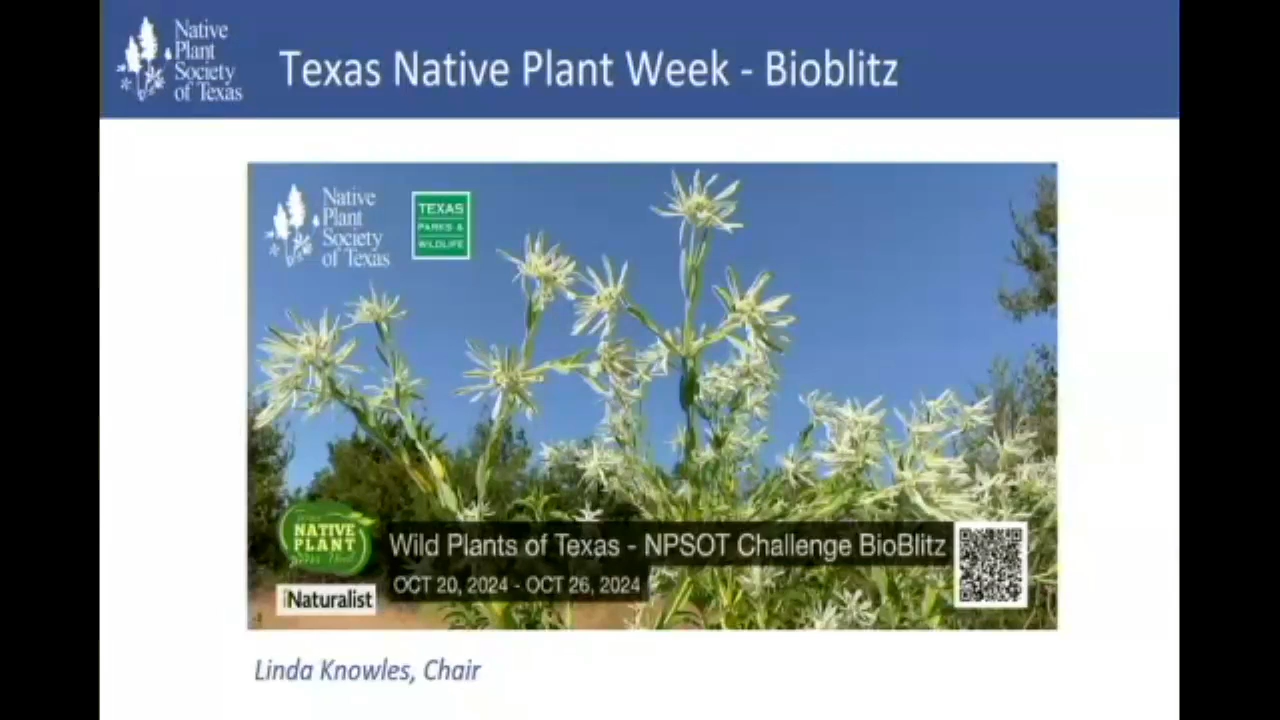 Native
Plant
Society
of Texas
Texas Native Plant Week - Bioblitz
Native
Plant
Society
of Texas
TEXAS
PARKS &
WILDLIFE
NATIVE
PLANT
Wild Plants of Texas - NPSOT Challenge BioBlitz
OCT 20, 2024 - OCT 26, 2024
iNaturalist
Linda Knowles, Chair